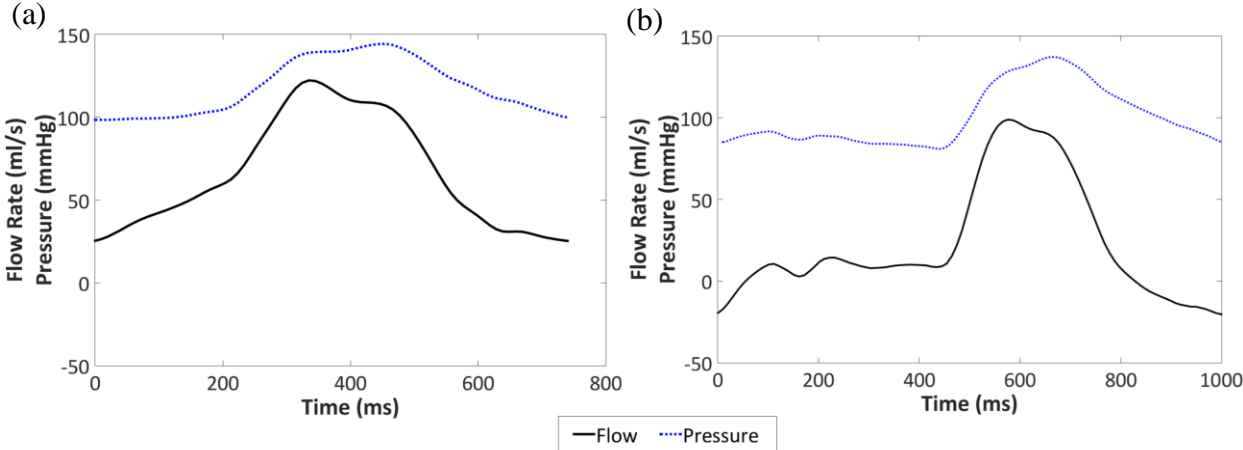 (a)
150
100
50
0
-50
Flow Rate (ml/s)
Pressure (mmHg)
0 200 400 600 800
Time (ms)
(b)
150
100
50
0
-50
Flow Rate (ml/s)
Pressure (mmHg)
0 200 400 600 800 1000
Time (ms)
Flow Pressure